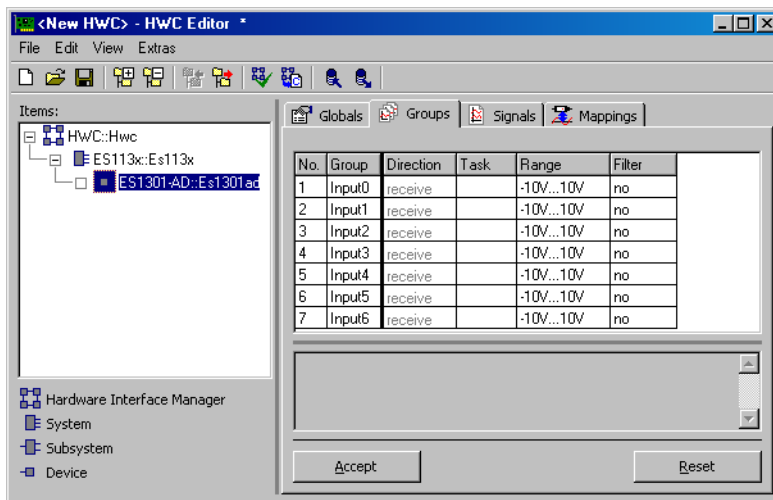 <New HWC> - HWC Editor *
File Edit View Extras
Items:
HWC::Hwc
ES113x::Es113x
ES1301-AD::Es1301ad
Hardware Interface Manager
System
Subsystem
Device
Globals Groups Signals Mappings
No. Group Direction Task Range Filter
1 Input0 receive -10V...10V no
2 Input1 receive -10V...10V no
3 Input2 receive -10V...10V no
4 Input3 receive -10V...10V no
5 Input4 receive -10V...10V no
6 Input5 receive -10V...10V no
7 Input6 receive -10V...10V no
Accept Reset